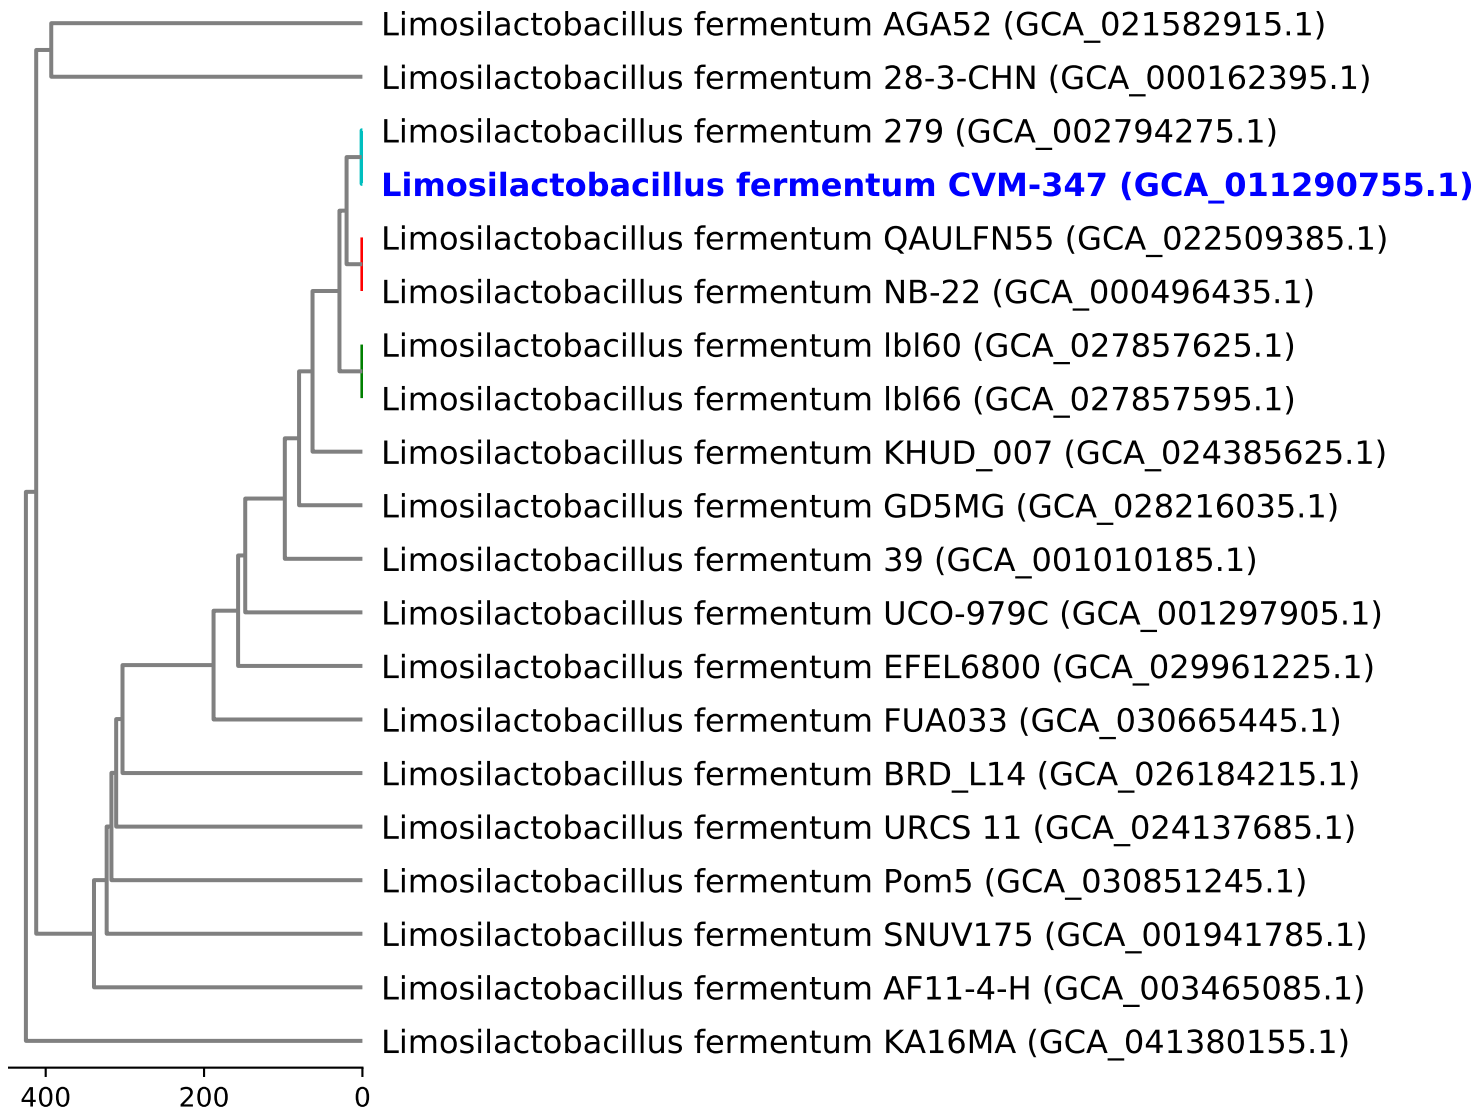 Limosilactobacillus fermentum AGA52 (GCA_021582915.1)
Limosilactobacillus fermentum 28-3-CHN (GCA_000162395.1)
Limosilactobacillus fermentum 279 (GCA_002794275.1)
Limosilactobacillus fermentum CVM-347 (GCA_011290755.1)
Limosilactobacillus fermentum QAULFN55 (GCA_022509385.1)
Limosilactobacillus fermentum NB-22 (GCA_000496435.1)
Limosilactobacillus fermentum lbl60 (GCA_027857625.1)
Limosilactobacillus fermentum lbl66 (GCA_027857595.1)
Limosilactobacillus fermentum KHUD_007 (GCA_024385625.1)
Limosilactobacillus fermentum GD5MG (GCA_028216035.1)
Limosilactobacillus fermentum 39 (GCA_001010185.1)
Limosilactobacillus fermentum UCO-979C (GCA_001297905.1)
Limosilactobacillus fermentum EFEL6800 (GCA_029961225.1)
Limosilactobacillus fermentum FUA033 (GCA_030665445.1)
Limosilactobacillus fermentum BRD_L14 (GCA_026184215.1)
Limosilactobacillus fermentum URCS 11 (GCA_024137685.1)
Limosilactobacillus fermentum Pom5 (GCA_030851245.1)
Limosilactobacillus fermentum SNUV175 (GCA_001941785.1)
Limosilactobacillus fermentum AF11-4-H (GCA_003465085.1)
Limosilactobacillus fermentum KA16MA (GCA_041380155.1)
400 200 0